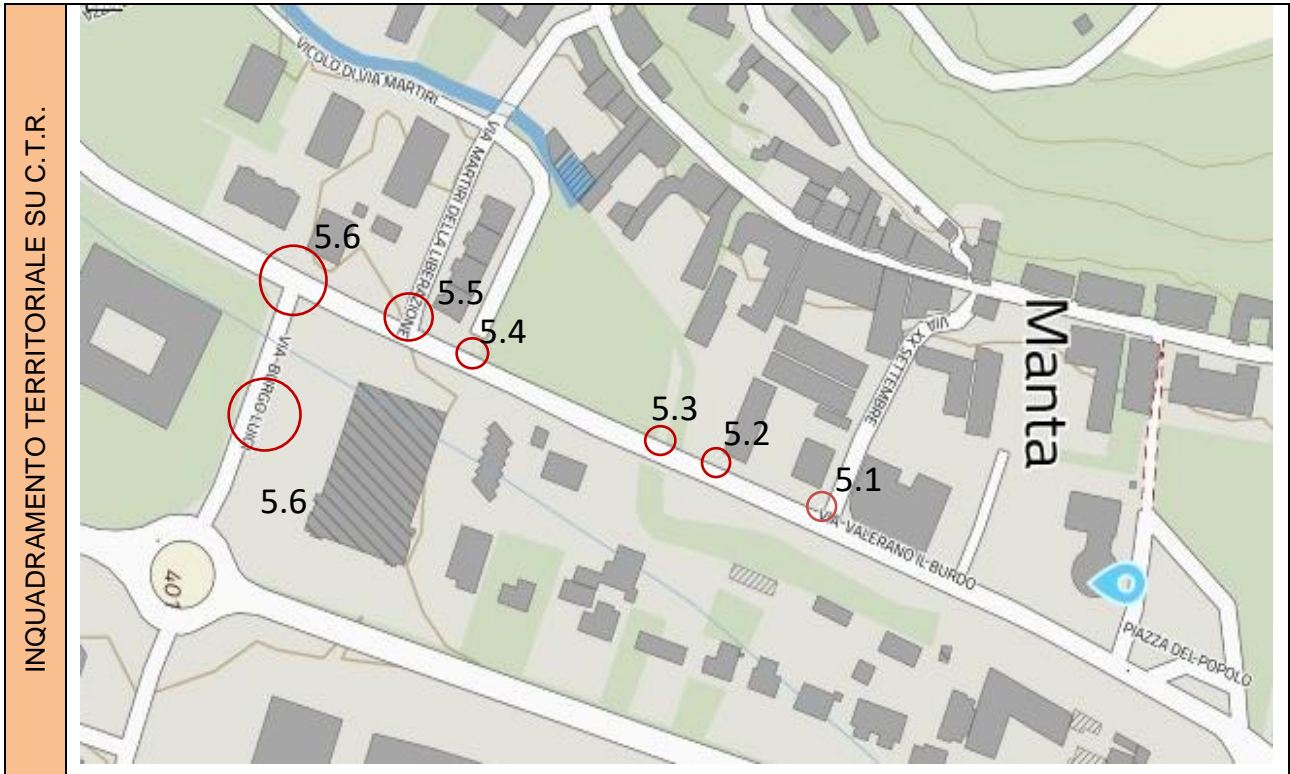 INQUADRAMENTO TERRITORIALE SU C.T.R.
VICOLO DI VIA MARTIRI
VIA MARTIRI DELLA LIBERAZIONE
5.6
5.5
5.4
VIA BURGO LUIGI
5.3
5.2
5.1
5.6
VIA XX SETTEMBRE
Manta
VIA VALERANO IL BURDO
401
PIAZZA DEL POPOLO